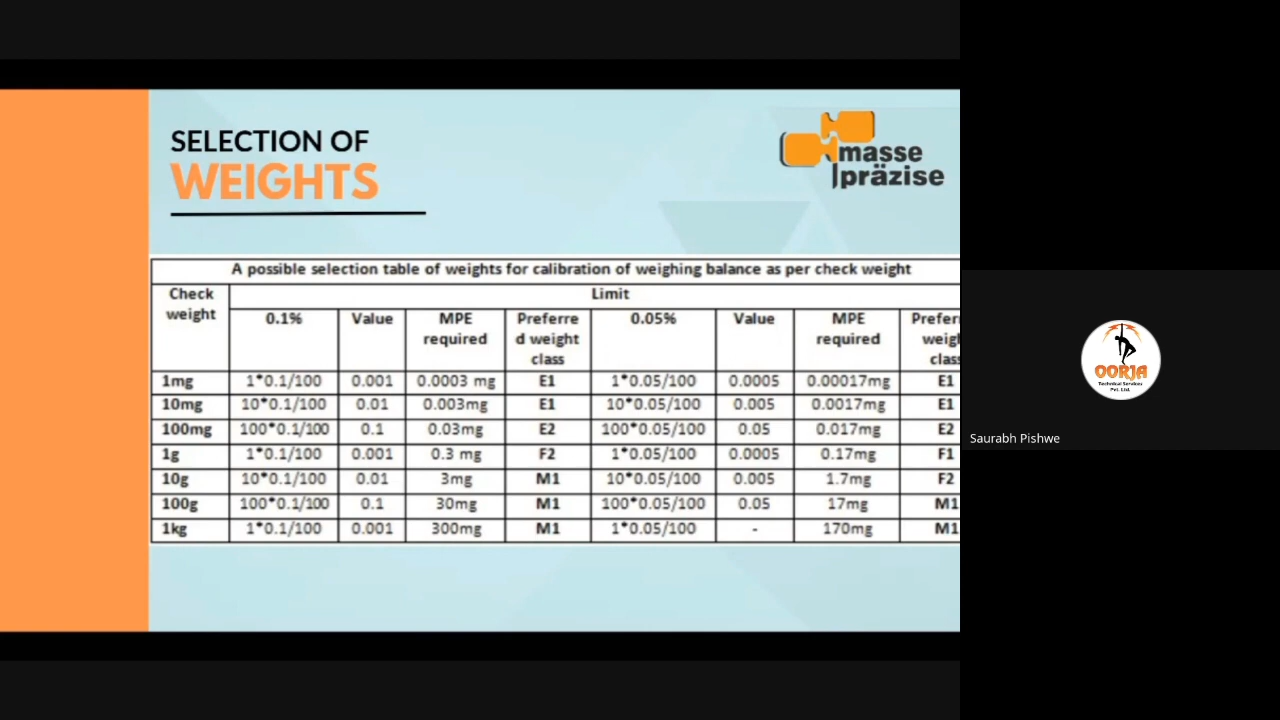 SELECTION OF
WEIGHTS
masse
präzise
A possible selection table of weights for calibration of weighing balance as per check weight
Check weight Limit
0.1% Value MPE required Preferre d weight class 0.05% Value MPE required Prefer weig clas
1mg 1*0.1/100 0.001 0.0003 mg E1 1*0.05/100 0.0005 0.00017mg E1
10mg 10*0.1/100 0.01 0.003mg E1 10*0.05/100 0.005 0.0017mg E1
100mg 100*0.1/100 0.1 0.03mg E2 100*0.05/100 0.05 0.017mg E2
1g 1*0.1/100 0.001 0.3 mg F2 1*0.05/100 0.0005 0.17mg F1
10g 10*0.1/100 0.01 3mg M1 10*0.05/100 0.005 1.7mg F2
100g 100*0.1/100 0.1 30mg M1 100*0.05/100 0.05 17mg M1
1kg 1*0.1/100 0.001 300mg M1 1*0.05/100 - 170mg M1
OORJA
Technical Services
Pvt. Ltd.
Saurabh Pishwe